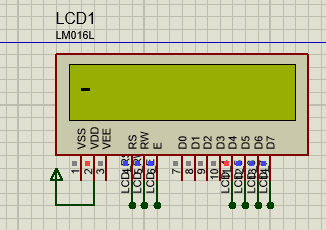 LCD1
LM016L
-
VSS
VDD
VEE
RS
RW
E
D0
D1
D2
D3
D4
D5
D6
D7
1
2
3
7
8
9
10